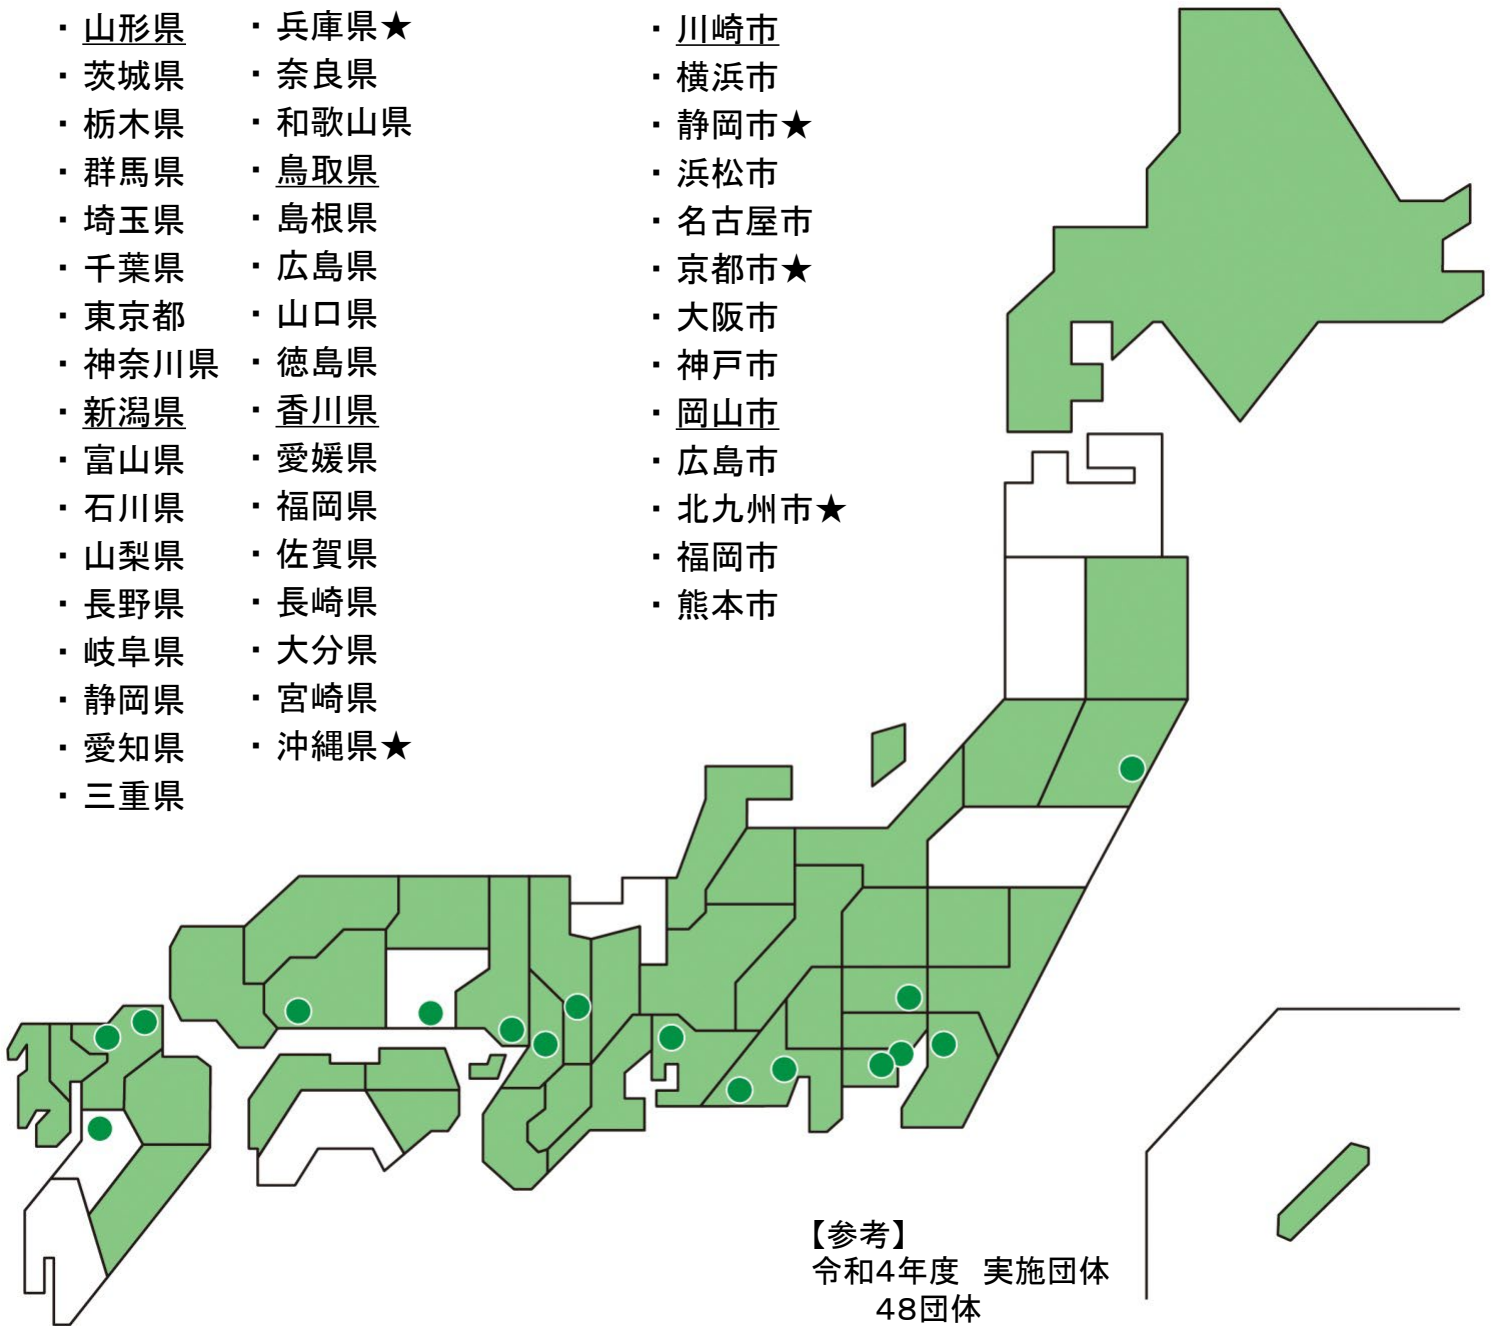 ・山形県
・茨城県
・栃木県
・群馬県
・埼玉県
・千葉県
・東京都
・神奈川県
・新潟県
・富山県
・石川県
・山梨県
・長野県
・岐阜県
・静岡県
・愛知県
・三重県
・兵庫県★
・奈良県
・和歌山県
・鳥取県
・島根県
・広島県
・山口県
・徳島県
・香川県
・愛媛県
・福岡県
・佐賀県
・長崎県
・大分県
・宮崎県
・沖縄県★
・川崎市
・横浜市
・静岡市★
・浜松市
・名古屋市
・京都市★
・大阪市
・神戸市
・岡山市
・広島市
・北九州市★
・福岡市
・熊本市
【参考】
令和4年度　実施団体
48団体